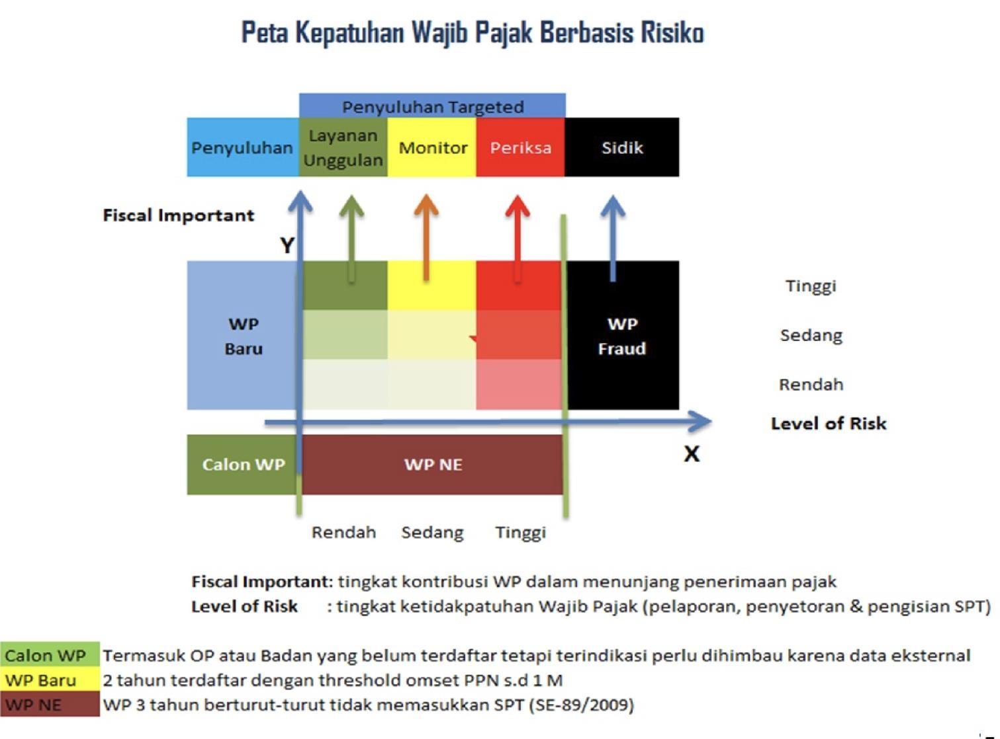 Peta Kepatuhan Wajib Pajak Berbasis Risiko
Penyuluhan Targeted
Penyuluhan
Layanan
Unggulan
Monitor
Periksa
Sidik
Fiscal Important
Y
WP
Baru
WP
Fraud
Tinggi
Sedang
Rendah
Level of Risk
X
Calon WP
WP NE
Rendah Sedang Tinggi
Fiscal Important: tingkat kontribusi WP dalam menunjang penerimaan pajak
Level of Risk : tingkat ketidakpatuhan Wajib Pajak (pelaporan, penyetoran & pengisian SPT)
Calon WP Termasuk OP atau Badan yang belum terdaftar tetapi terindikasi perlu dihimbau karena data eksternal
WP Baru 2 tahun terdaftar dengan threshold omset PPN s.d 1 M
WP NE WP 3 tahun berturut-turut tidak memasukkan SPT (SE-89/2009)